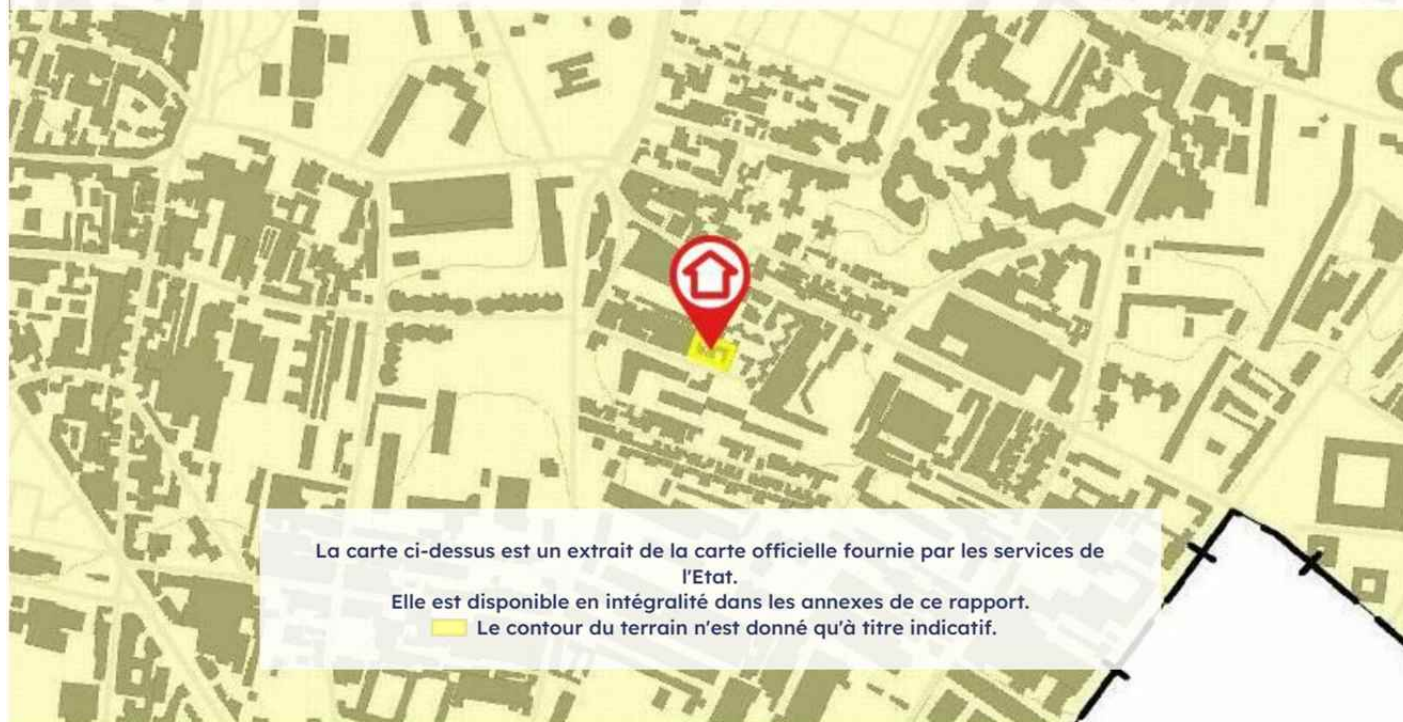 La carte ci-dessus est un extrait de la carte officielle fournie par les services de
l'Etat.
Elle est disponible en intégralité dans les annexes de ce rapport.
Le contour du terrain n'est donné qu'à titre indicatif.